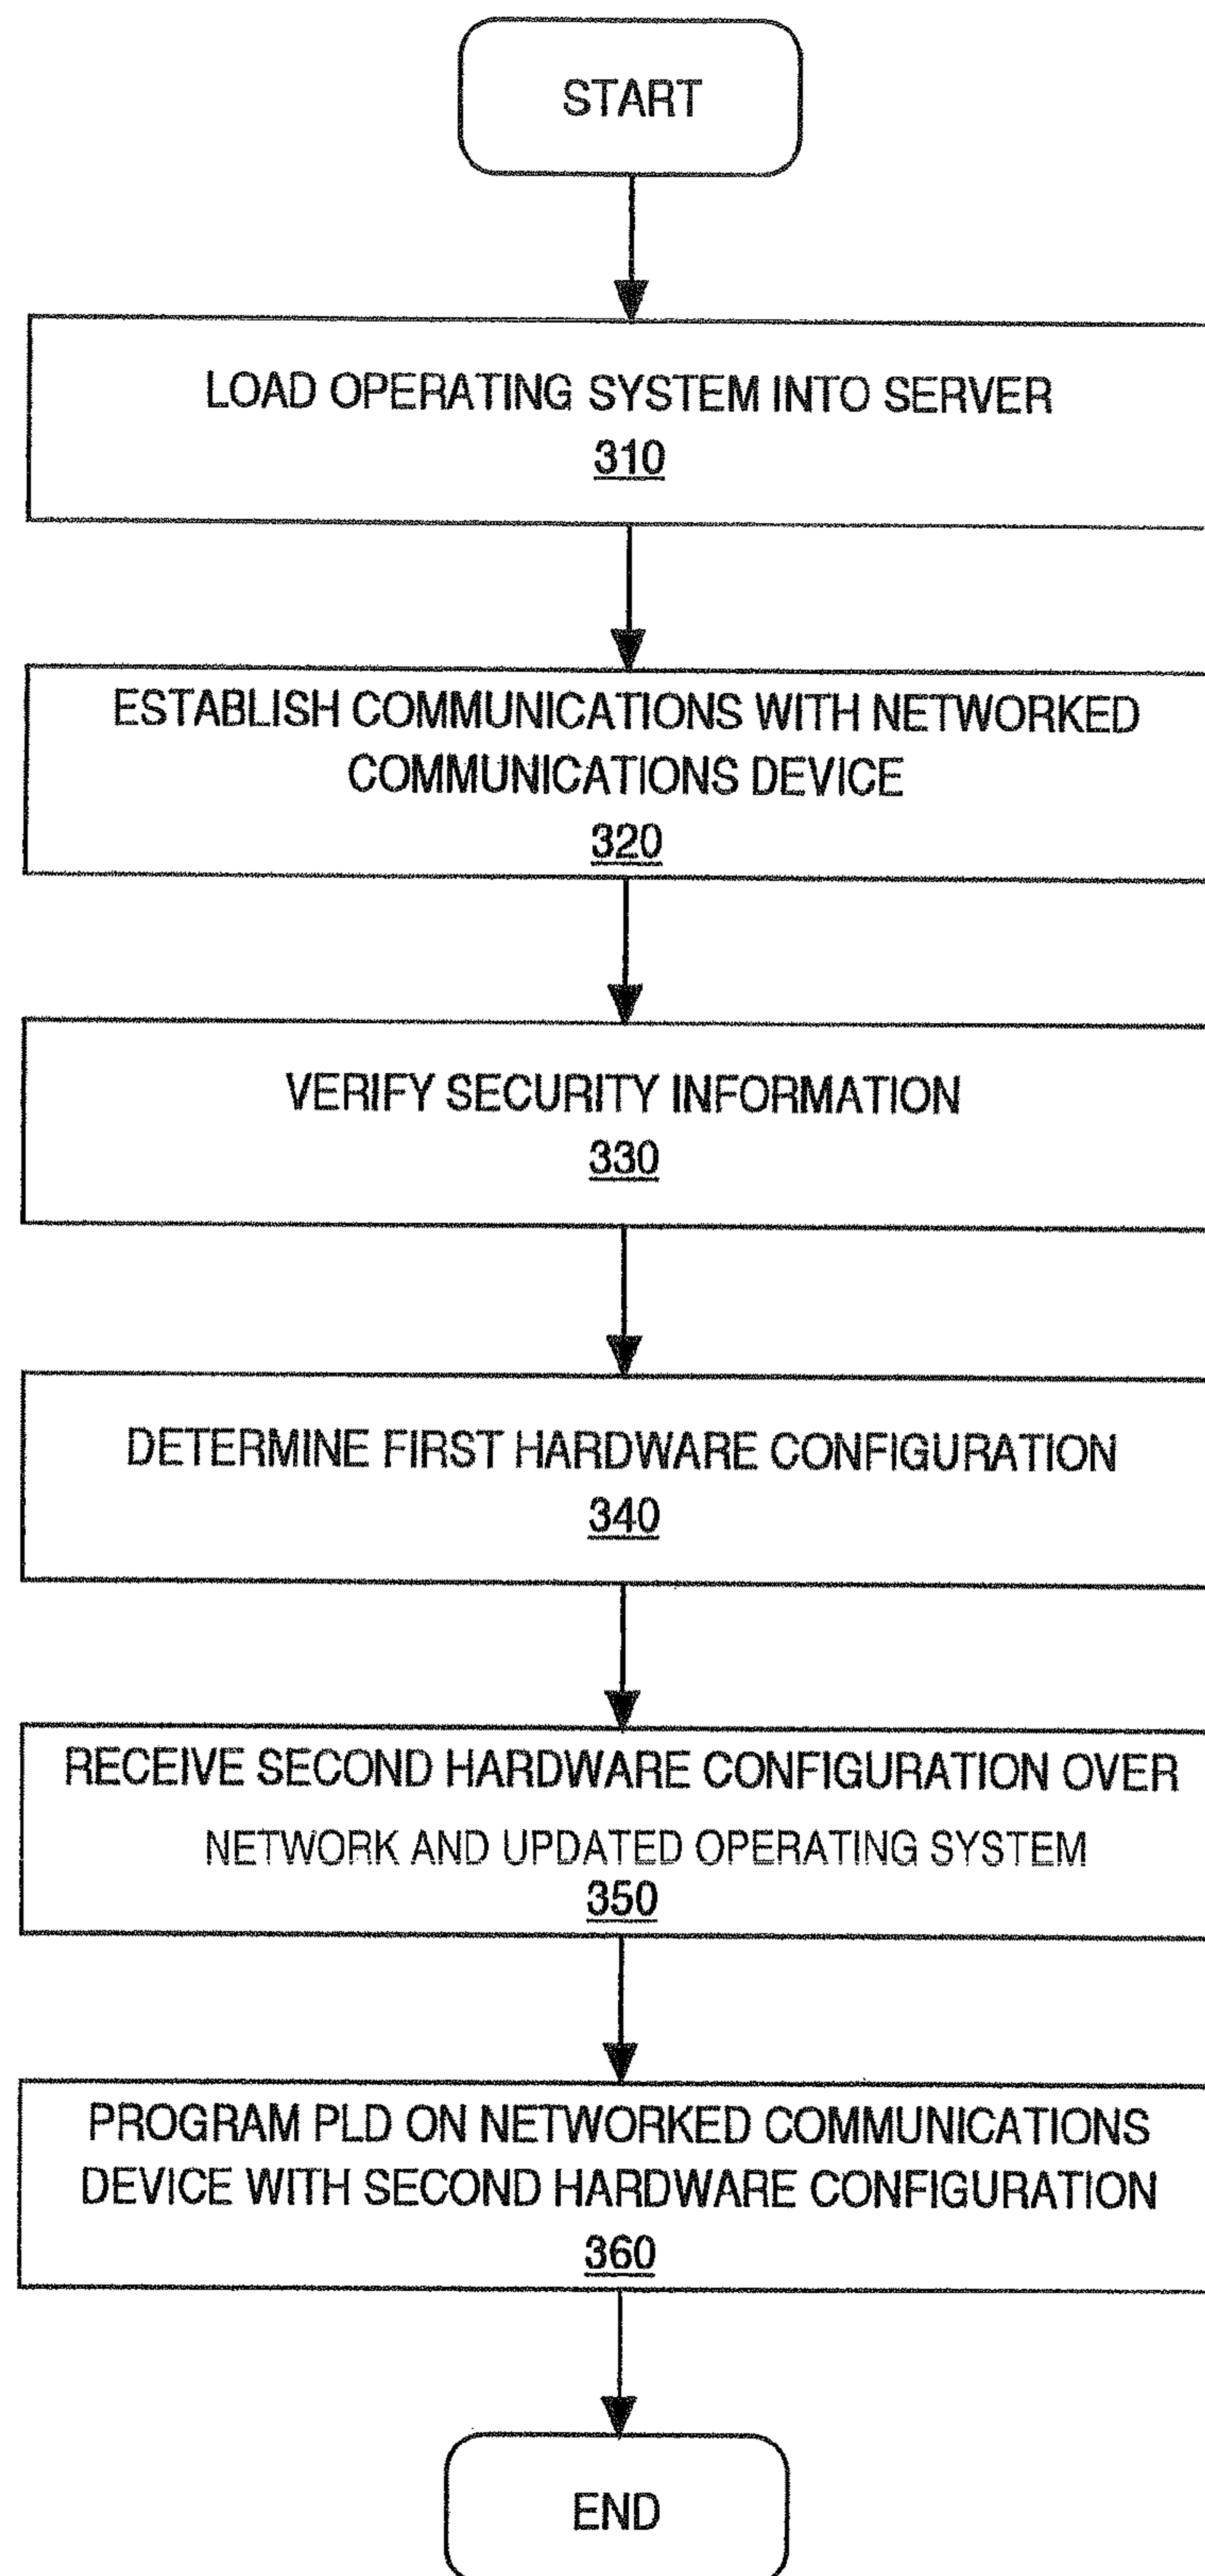 START
LOAD OPERATING SYSTEM INTO SERVER
310
ESTABLISH COMMUNICATIONS WITH NETWORKED
COMMUNICATIONS DEVICE
320
VERIFY SECURITY INFORMATION
330
DETERMINE FIRST HARDWARE CONFIGURATION
340
RECEIVE SECOND HARDWARE CONFIGURATION OVER
NETWORK AND UPDATED OPERATING SYSTEM
350
PROGRAM PLD ON NETWORKED COMMUNICATIONS
DEVICE WITH SECOND HARDWARE CONFIGURATION
360
END